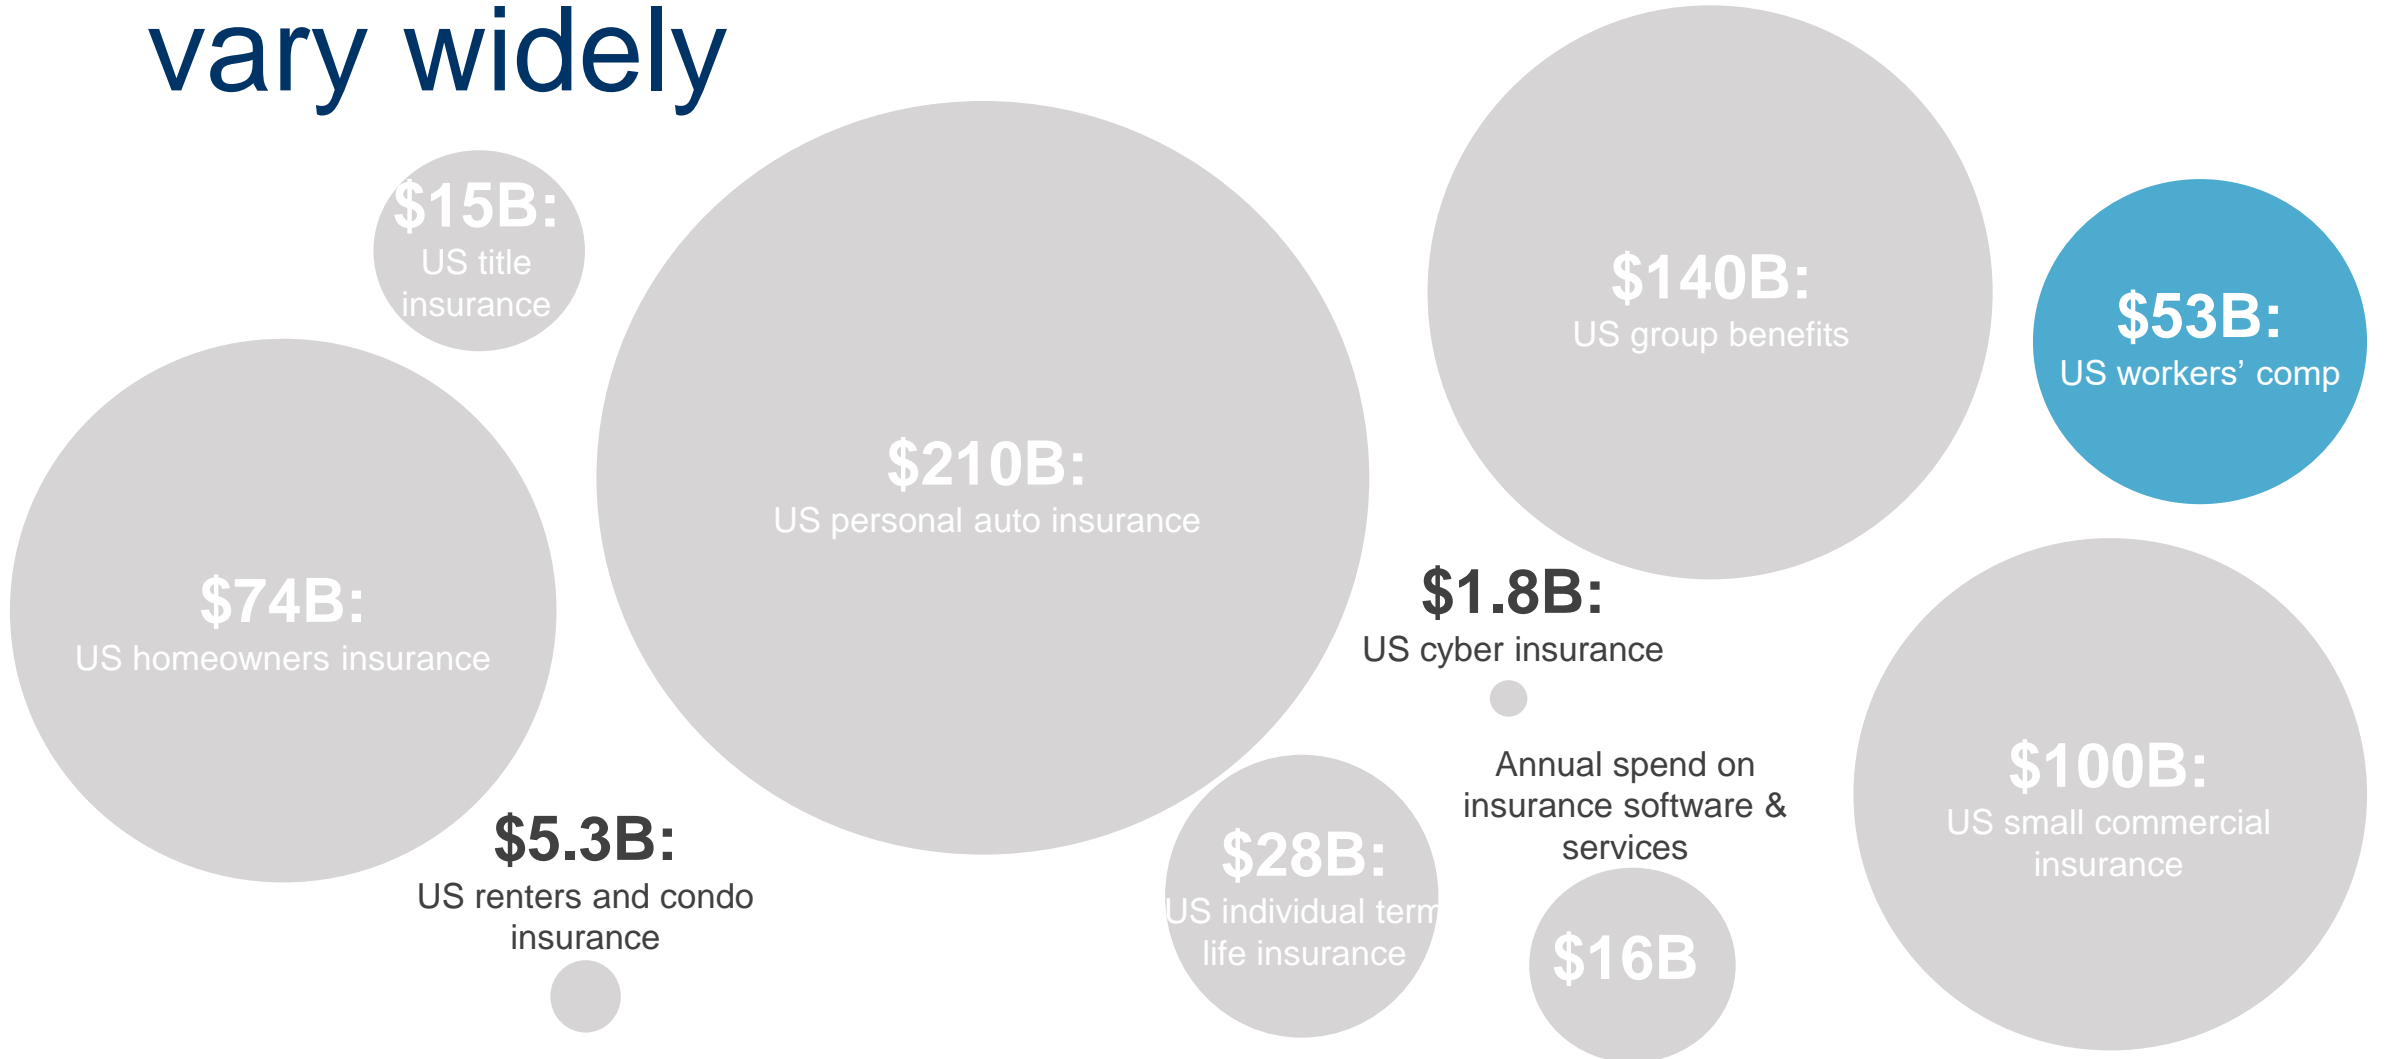 vary widely
$15B:
US title
insurance
$140B:
US group benefits
$53B:
US workers’ comp
$210B:
US personal auto insurance
$74B:
US homeowners insurance
$1.8B:
US cyber insurance
$5.3B:
US renters and condo
insurance
$28B:
US individual term
life insurance
Annual spend on
insurance software &
services
$16B
$100B:
US small commercial
insurance